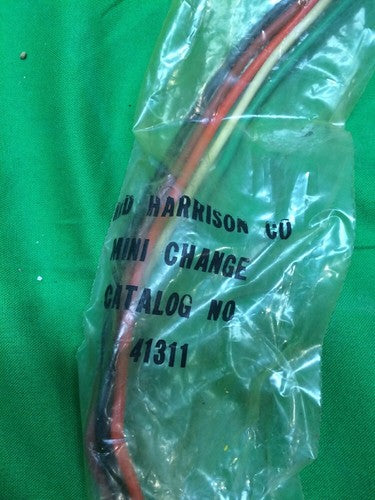 HARRISON CO
MINI CHANGE
CATALOG NO
41311